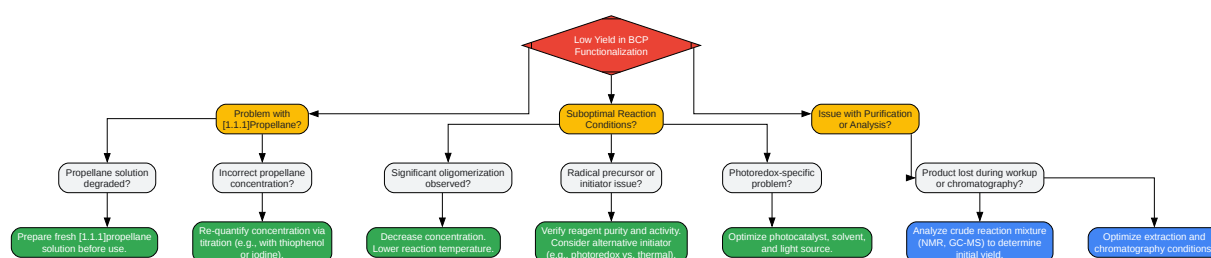 Low Yield in BCP
Functionalization
Problem with
[1.1.1]Propellane?
Suboptimal Reaction
Conditions?
Issue with Purification
or Analysis?
Propellane solution
degraded?
Incorrect propellane
concentration?
Significant oligomerization
observed?
Radical precursor or
initiator issue?
Photoredox-specific
problem?
Product lost during workup
or chromatography?
Prepare fresh [1.1.1]propellane
solution before use.
Re-quantify concentration via
titration (e.g., with thiophenol
or iodine).
Decrease concentration.
Lower reaction temperature.
Verify reagent purity and activity.
Consider alternative initiator
(e.g., photoredox vs. thermal).
Optimize photocatalyst, solvent,
and light source.
Analyze crude reaction mixture
(NMR, GC-MS) to determine
initial yield.
Optimize extraction and
chromatography conditions